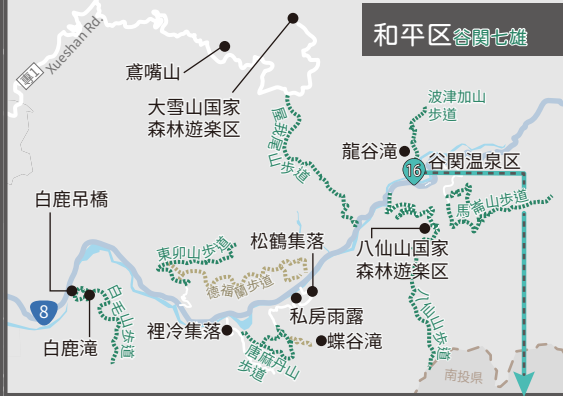 和平区谷関七雄
專1
Xueshan Rd.
鳶嘴山
大雪山国家
森林遊楽区
屋我尾山歩道
波津加山
歩道
龍谷滝
16
谷関温泉区
馬崙山歩道
白鹿吊橋
松鶴集落
八仙山国家
森林遊楽区
東卯山歩道
徳福蘭歩道
8
白毛山歩道
私房雨露
八仙山歩道
白鹿滝
裡冷集落
蝶谷滝
唐麻丹山
歩道
南投県